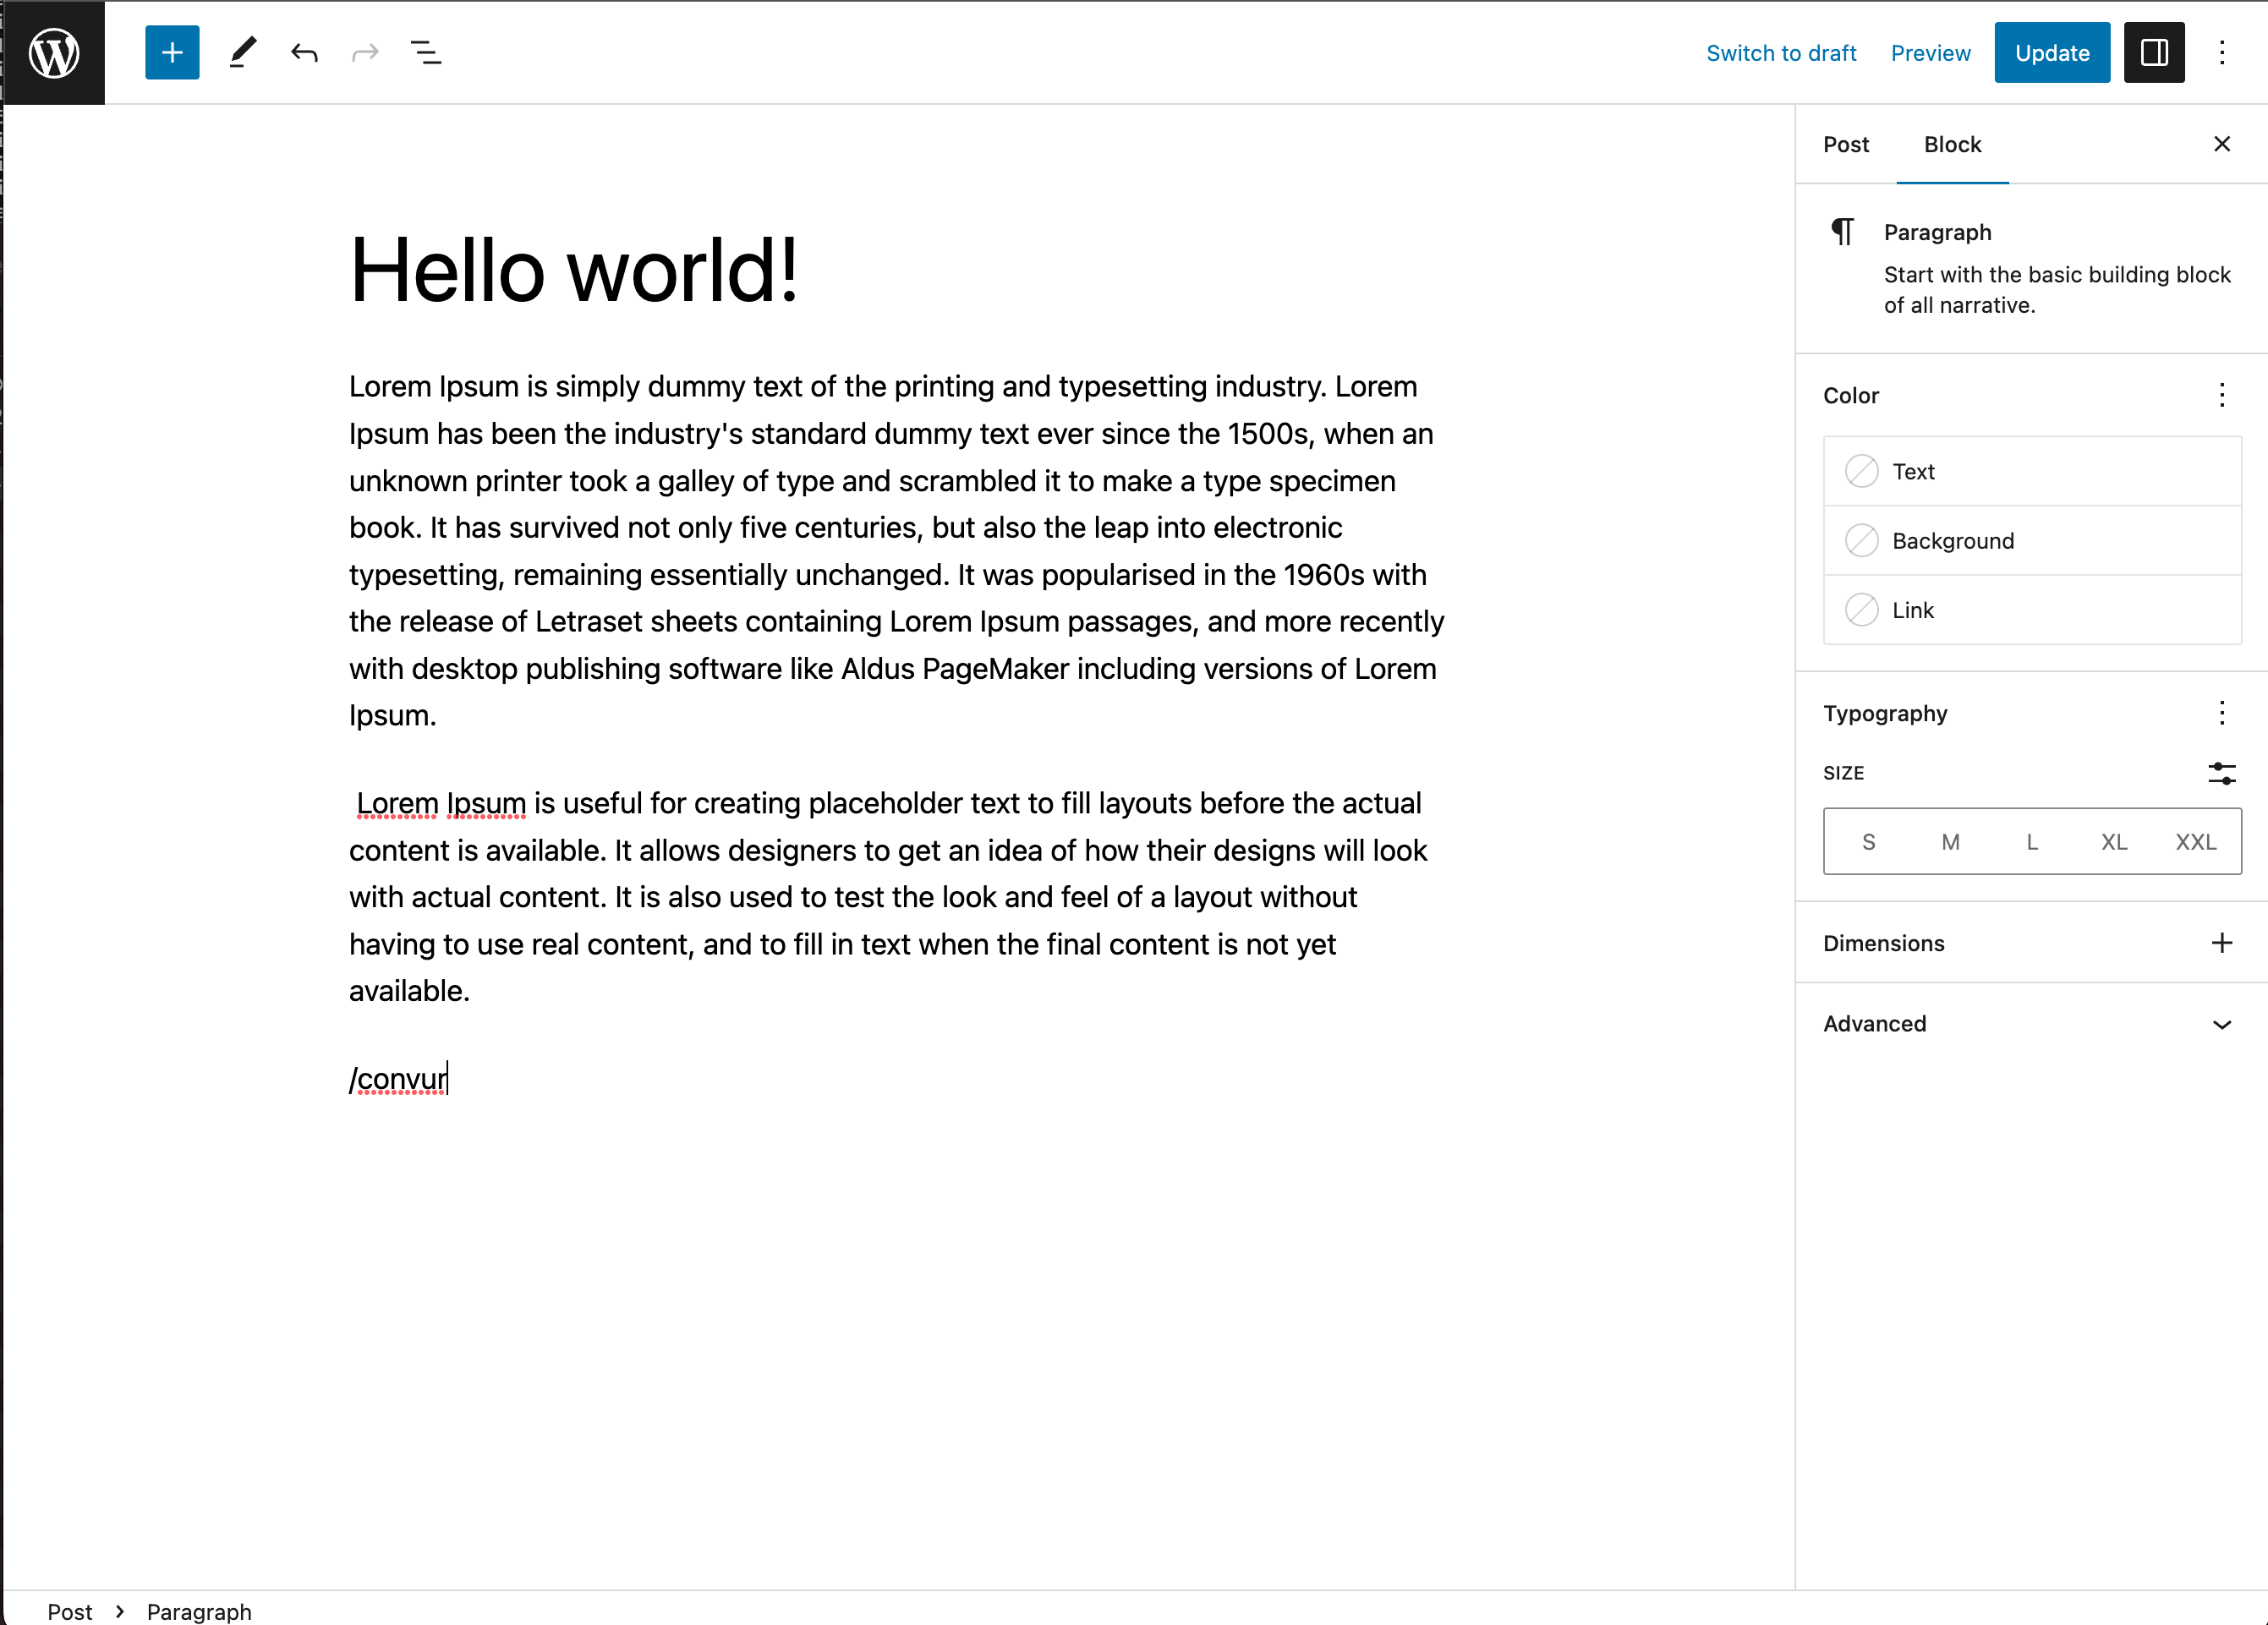 Switch to draft Preview Update
Post Block
Hello world!
Lorem Ipsum is simply dummy text of the printing and typesetting industry. Lorem
Ipsum has been the industry's standard dummy text ever since the 1500s, when an
unknown printer took a galley of type and scrambled it to make a type specimen
book. It has survived not only five centuries, but also the leap into electronic
typesetting, remaining essentially unchanged. It was popularised in the 1960s with
the release of Letraset sheets containing Lorem Ipsum passages, and more recently
with desktop publishing software like Aldus PageMaker including versions of Lorem
Ipsum.
Lorem Ipsum is useful for creating placeholder text to fill layouts before the actual
content is available. It allows designers to get an idea of how their designs will look
with actual content. It is also used to test the look and feel of a layout without
having to use real content, and to fill in text when the final content is not yet
available.
/convur
Paragraph
Start with the basic building block
of all narrative.
Color
Text
Background
Link
Typography
SIZE
S M L XL XXL
Dimensions
Advanced
Post > Paragraph